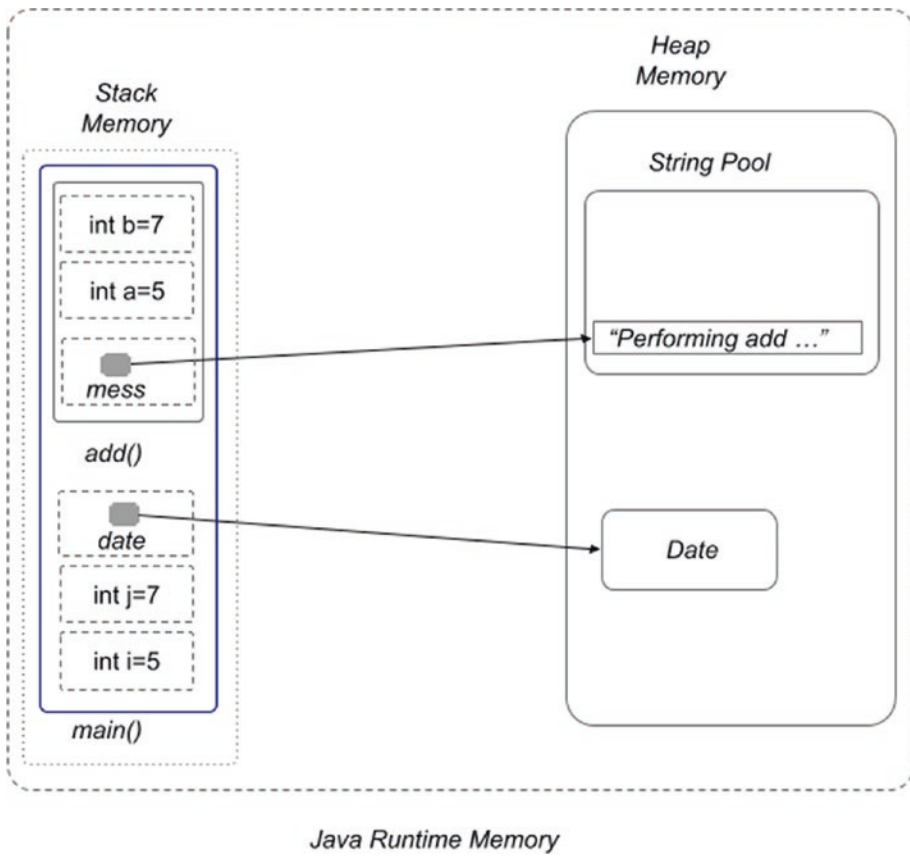 Heap
Memory
Stack
Memory
String Pool
int b=7
int a=5
“Performing add …”
mess
add()
date
Date
int j=7
int i=5
main()
Java Runtime Memory